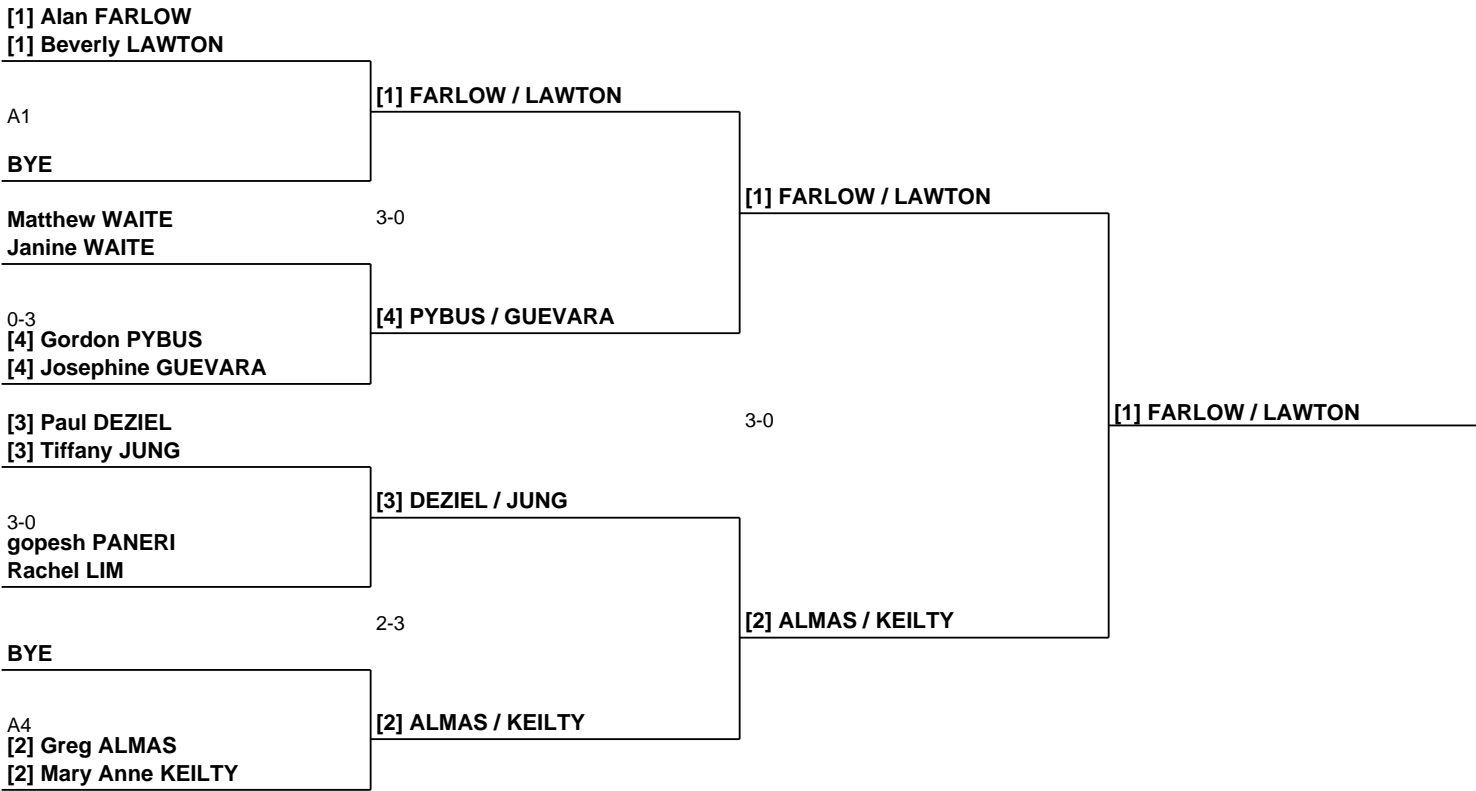 [1] Alan FARLOW
[1] Beverly LAWTON
[1] FARLOW / LAWTON
A1
BYE
[1] FARLOW / LAWTON
Matthew WAITE
3-0
Janine WAITE
0-3
[4] PYBUS / GUEVARA
[4] Gordon PYBUS
[4] Josephine GUEVARA
[3] Paul DEZIEL
3-0
[1] FARLOW / LAWTON
[3] Tiffany JUNG
[3] DEZIEL / JUNG
3-0
gopesh PANERI
Rachel LIM
2-3
[2] ALMAS / KEILTY
BYE
A4
[2] ALMAS / KEILTY
[2] Greg ALMAS
[2] Mary Anne KEILTY